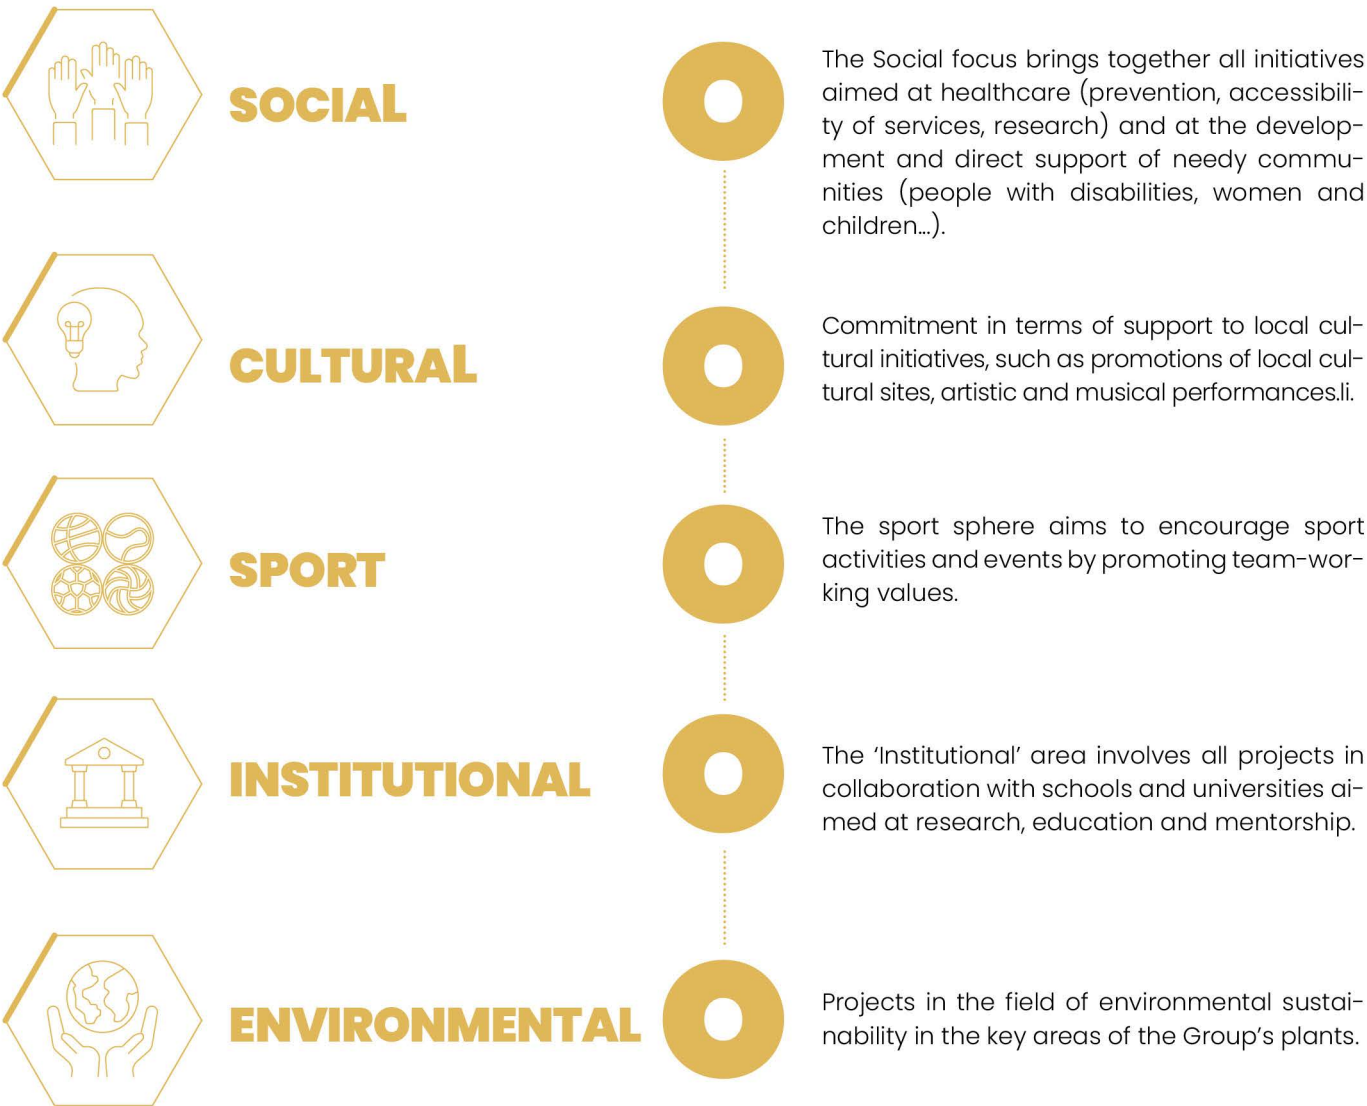 SOCIAL
The Social focus brings together all initiatives
aimed at healthcare (prevention, accessibili-
ty of services, research) and at the develop-
ment and direct support of needy commu-
nities (people with disabilities, women and
children...).
CULTURAL
Commitment in terms of support to local cul-
tural initiatives, such as promotions of local cul-
tural sites, artistic and musical performances.li.
SPORT
The sport sphere aims to encourage sport
activities and events by promoting team-wor-
king values.
INSTITUTIONAL
The ‘Institutional’ area involves all projects in
collaboration with schools and universities ai-
med at research, education and mentorship.
ENVIRONMENTAL
Projects in the field of environmental sustai-
nability in the key areas of the Group’s plants.